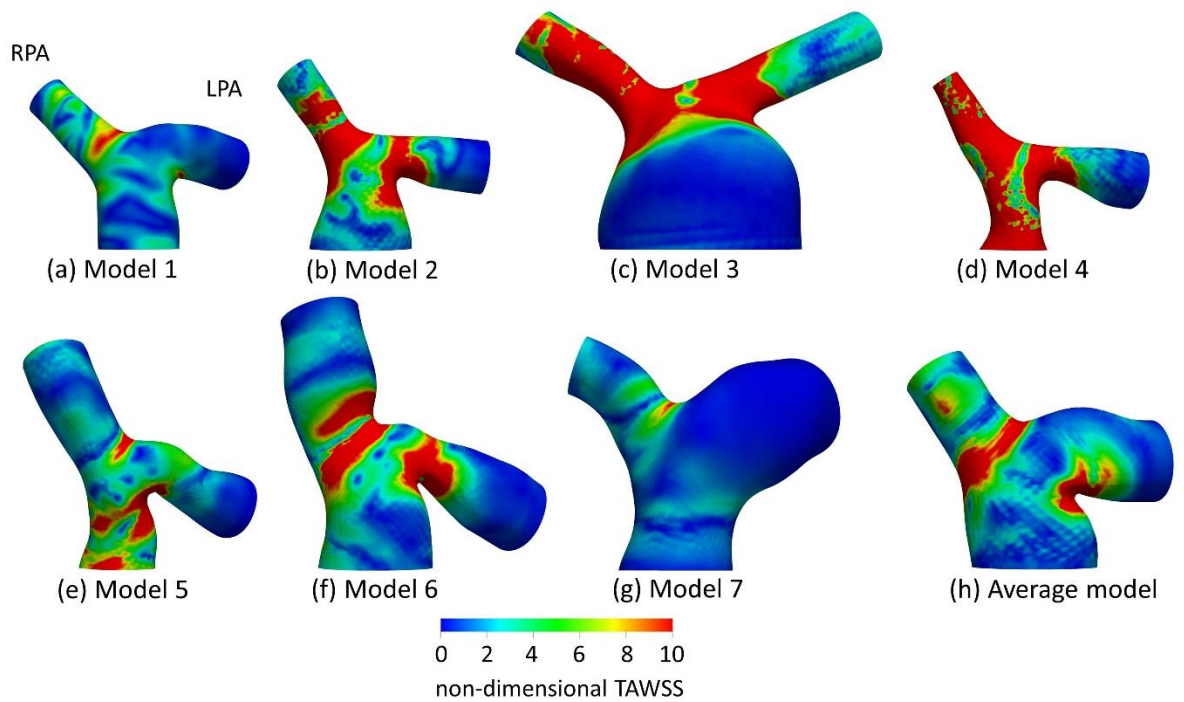 RPA
LPA
(a) Model 1
(b) Model 2
(c) Model 3
(d) Model 4
(e) Model 5
(f) Model 6
(g) Model 7
(h) Average model
0 2 4 6 8 10
non-dimensional TAWSS